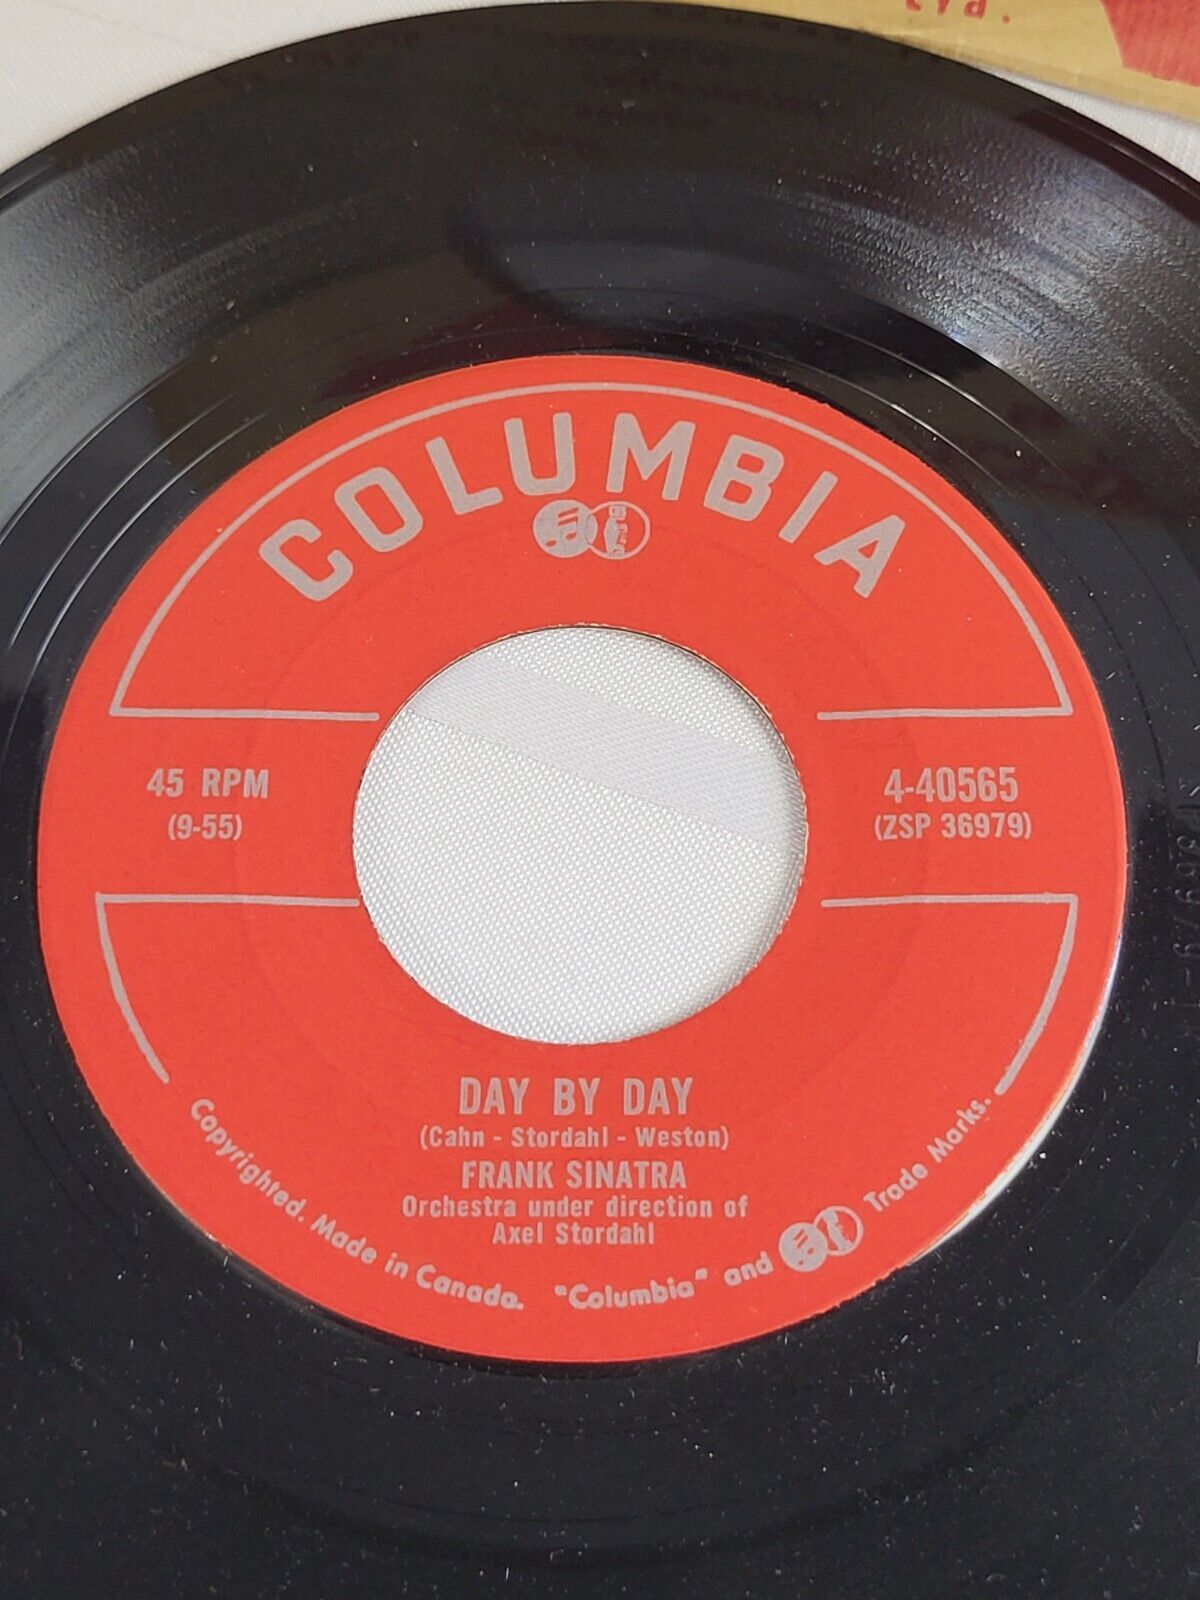 Ltd.
COLUMBIA
45 RPM
(9-55)
4-40565
(ZSP 36979)
DAY BY DAY
(Cahn - Stordahl - Weston)
FRANK SINATRA
Orchestra under direction of
Axel Stordahl
Copyrighted. Made in Canada. "Columbia" and Trade Marks.